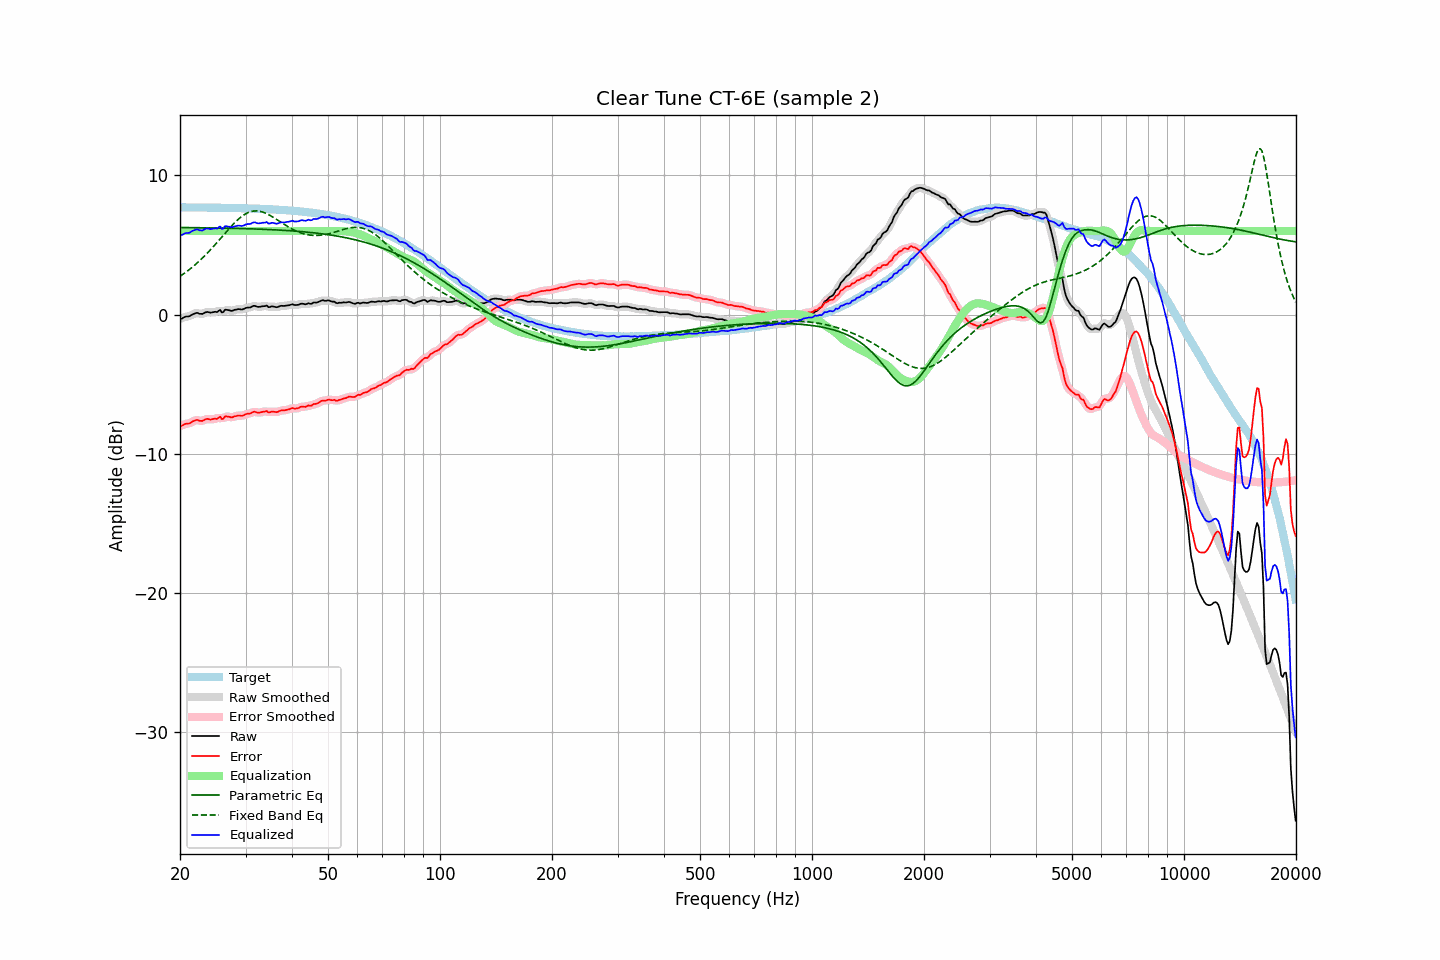 Clear Tune CT-6E (sample 2)
10
0
−10
−20
−30
Amplitude (dBr)
Target
Raw Smoothed
Error Smoothed
Raw
Error
Equalization
Parametric Eq
Fixed Band Eq
Equalized
20 50 100 200 500 1000 2000 5000 10000 20000
Frequency (Hz)